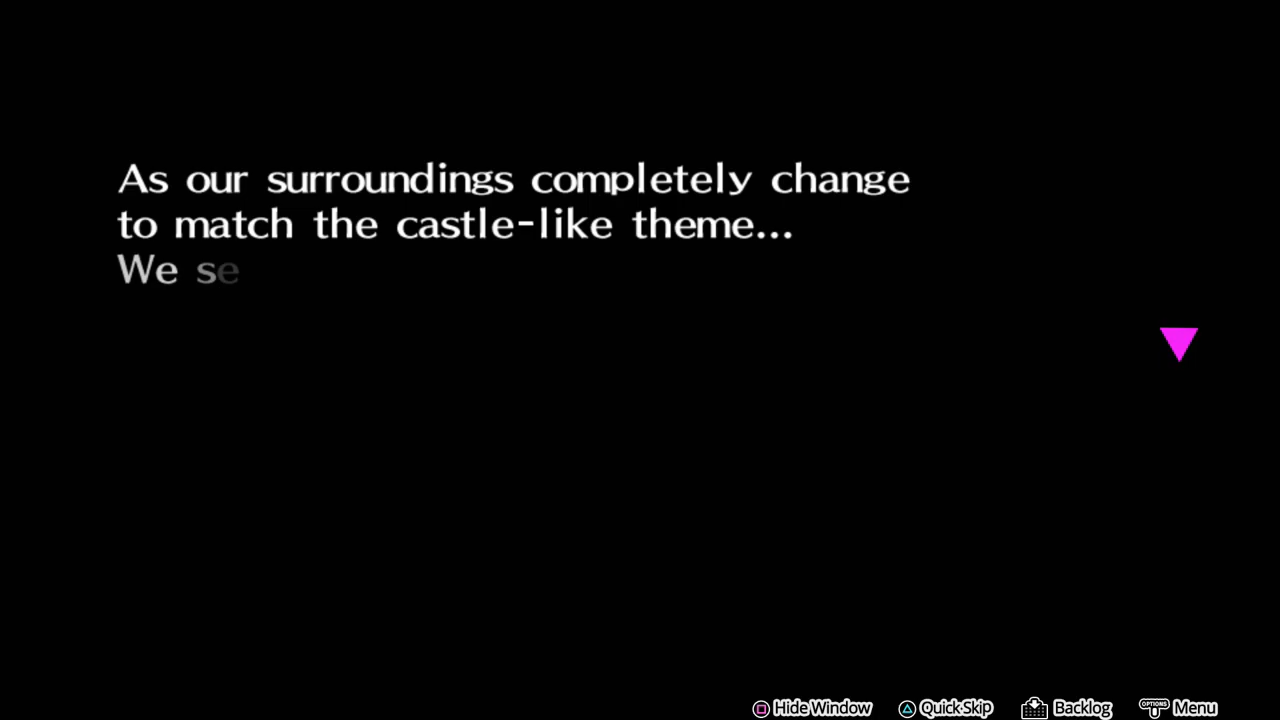 As our surroundings completely change
to match the castle-like theme...
We se
Hide Window Quick Skip Backlog OPTIONS Menu